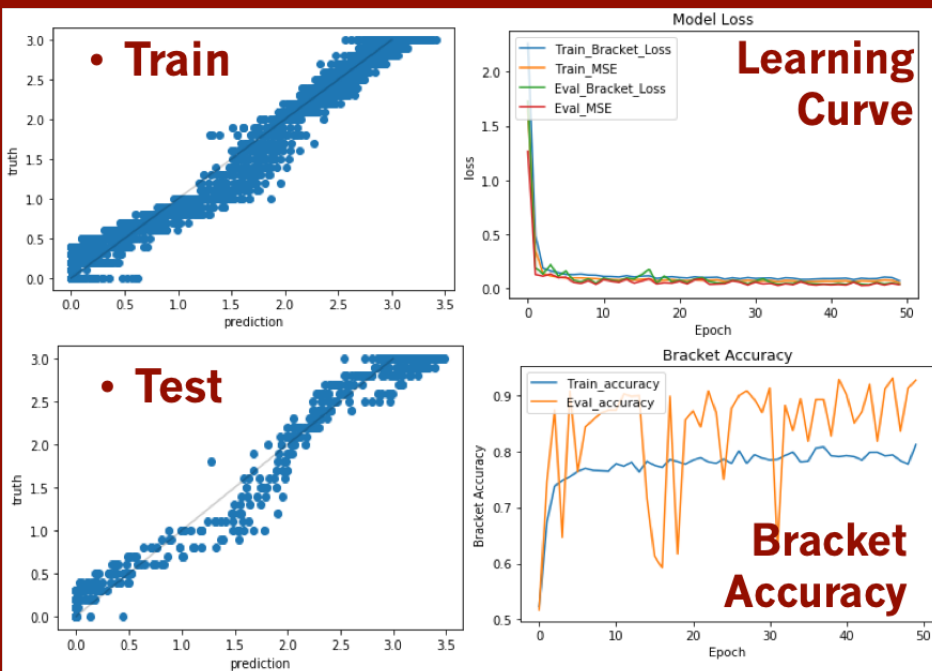 • Train
3.0
2.5
2.0
1.5
1.0
0.5
0.0
truth
0.0 0.5 1.0 1.5 2.0 2.5 3.0 3.5
prediction
Model Loss
Train_Bracket_Loss
Train_MSE
Eval_Bracket_Loss
Eval_MSE
Learning
Curve
2.0
1.5
1.0
0.5
0.0
loss
0 10 20 30 40 50
Epoch
• Test
3.0
2.5
2.0
1.5
1.0
0.5
0.0
truth
0.0 0.5 1.0 1.5 2.0 2.5 3.0 3.5
prediction
Bracket Accuracy
Train_accuracy
Eval_accuracy
0.9
0.8
0.7
0.6
0.5
Bracket Accuracy
Bracket
Accuracy
0 10 20 30 40 50
Epoch